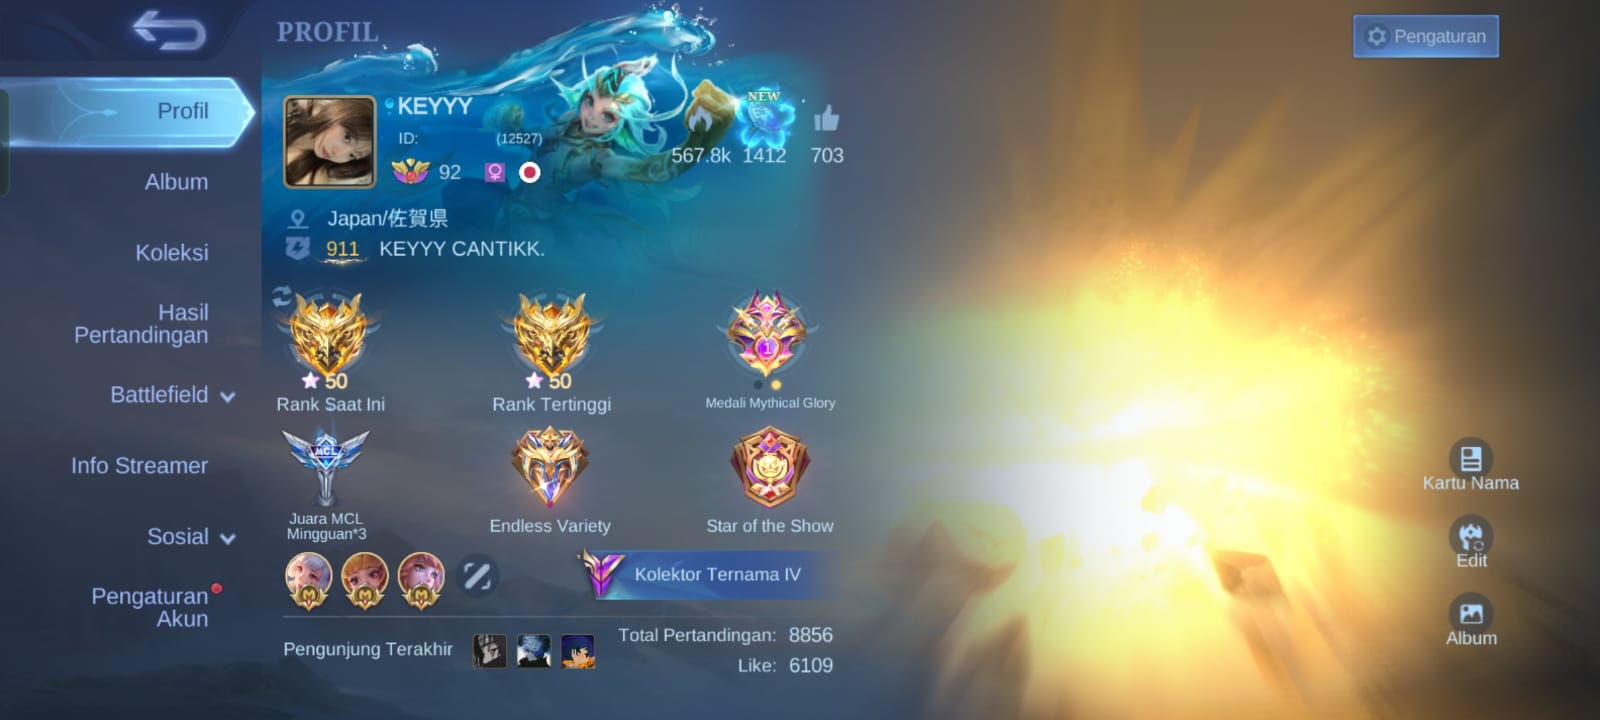 PROFIL
Pengaturan
Profil
Album
Koleksi
Hasil
Pertandingan
Battlefield
Info Streamer
Sosial
Pengaturan
Akun
KEYYY
ID:
(12527)
92
NEW
567.8k
1412
703
Japan/佐賀県
911
KEYYY CANTIKK.
50
Rank Saat Ini
50
Rank Tertinggi
1
Medali Mythical Glory
MCL
Juara MCL
Mingguan*3
Endless Variety
Star of the Show
M
M
M
Kolektor Ternama IV
Pengunjung Terakhir
Total Pertandingan: 8856
Like: 6109
Kartu Nama
Edit
Album